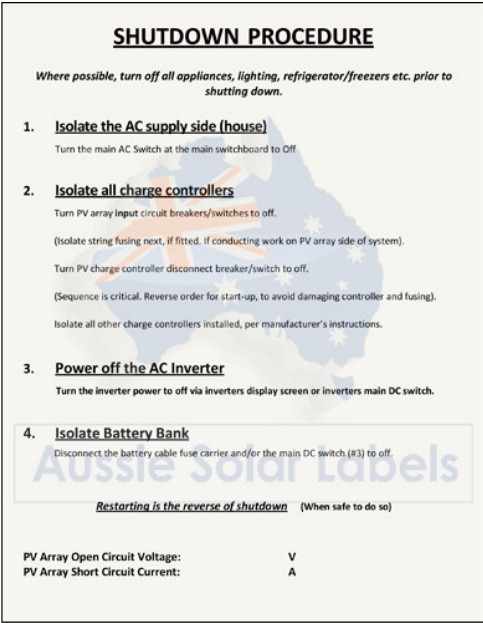 SHUTDOWN PROCEDURE
Where possible, turn off all appliances, lighting, refrigerator/freezers etc. prior to
shutting down.
1. Isolate the AC supply side (house)
Turn the main AC Switch at the main switchboard to Off
2. Isolate all charge controllers
Turn PV array input circuit breakers/switches to off.
(Isolate string fusing next, if fitted. If conducting work on PV array side of system).
Turn PV charge controller disconnect breaker/switch to off.
(Sequence is critical. Reverse order for start-up, to avoid damaging controller and fusing).
Isolate all other charge controllers installed, per manufacturer's instructions.
3. Power off the AC Inverter
Turn the inverter power to off via inverters display screen or inverters main DC switch.
4. Isolate Battery Bank
Disconnect the battery cable fuse carrier and/or the main DC switch (#3) to off.
Aussie Solar Labels
Restarting is the reverse of shutdown (When safe to do so)
PV Array Open Circuit Voltage: V
PV Array Short Circuit Current: A